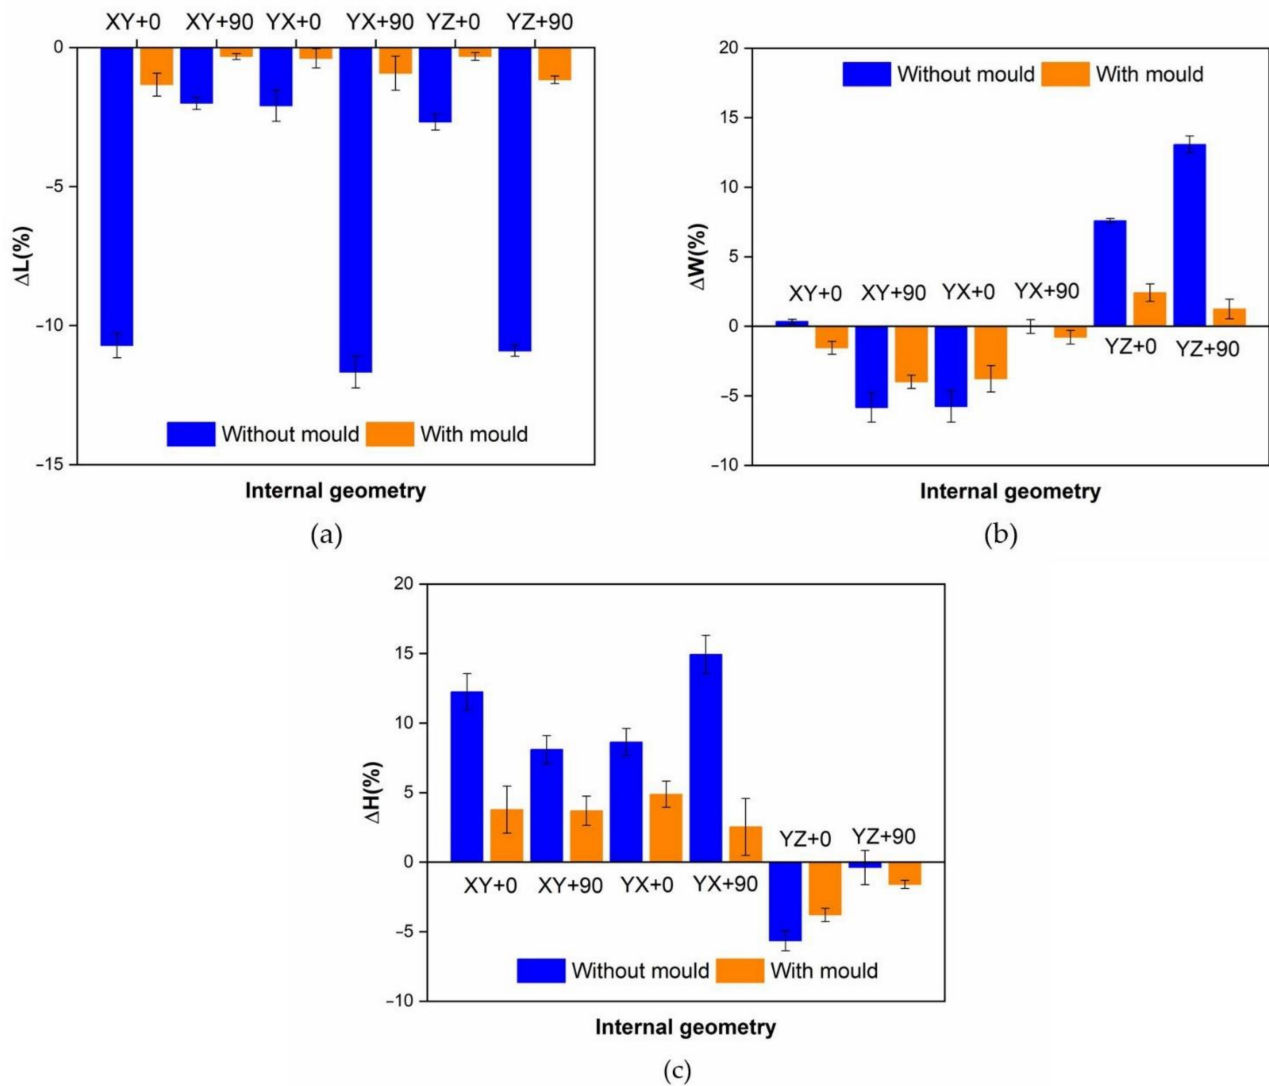 XY+0 XY+90 YX+0 YX+90 YZ+0 YZ+90
0
−5
−10
−15
ΔL(%)
Without mould With mould
Internal geometry
(a)
20
15
10
5
0
−5
−10
ΔW(%)
Without mould With mould
XY+0 XY+90 YX+0 YX+90
YZ+0 YZ+90
Internal geometry
(b)
20
15
10
5
0
−5
−10
ΔH(%)
YZ+0 YZ+90
XY+0 XY+90 YX+0 YX+90
Without mould With mould
Internal geometry
(c)